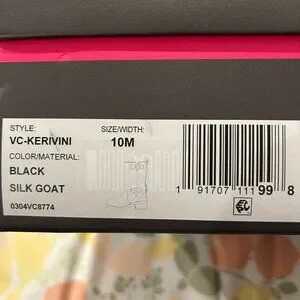 STYLE: SIZE/WIDTH:
VC-KERIVINI 10M
COLOR/MATERIAL:
BLACK
SILK GOAT
0304VC8774
1 91707 11199 8